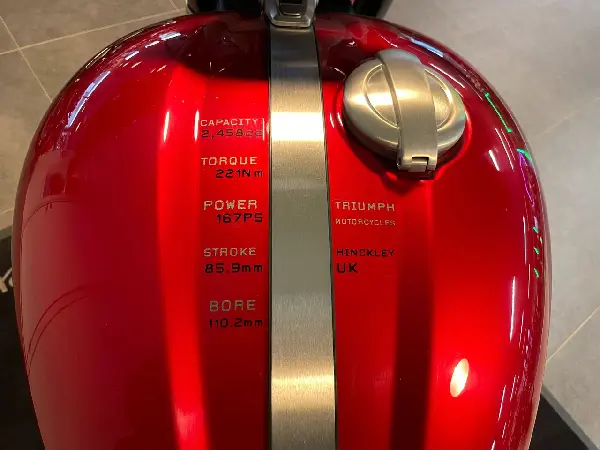 CAPACITY
2,458cc
TORQUE
221Nm
POWER
167PS
STROKE
85.9mm
BORE
110.2mm
TRIUMPH
MOTORCYCLES
HINCKLEY
UK